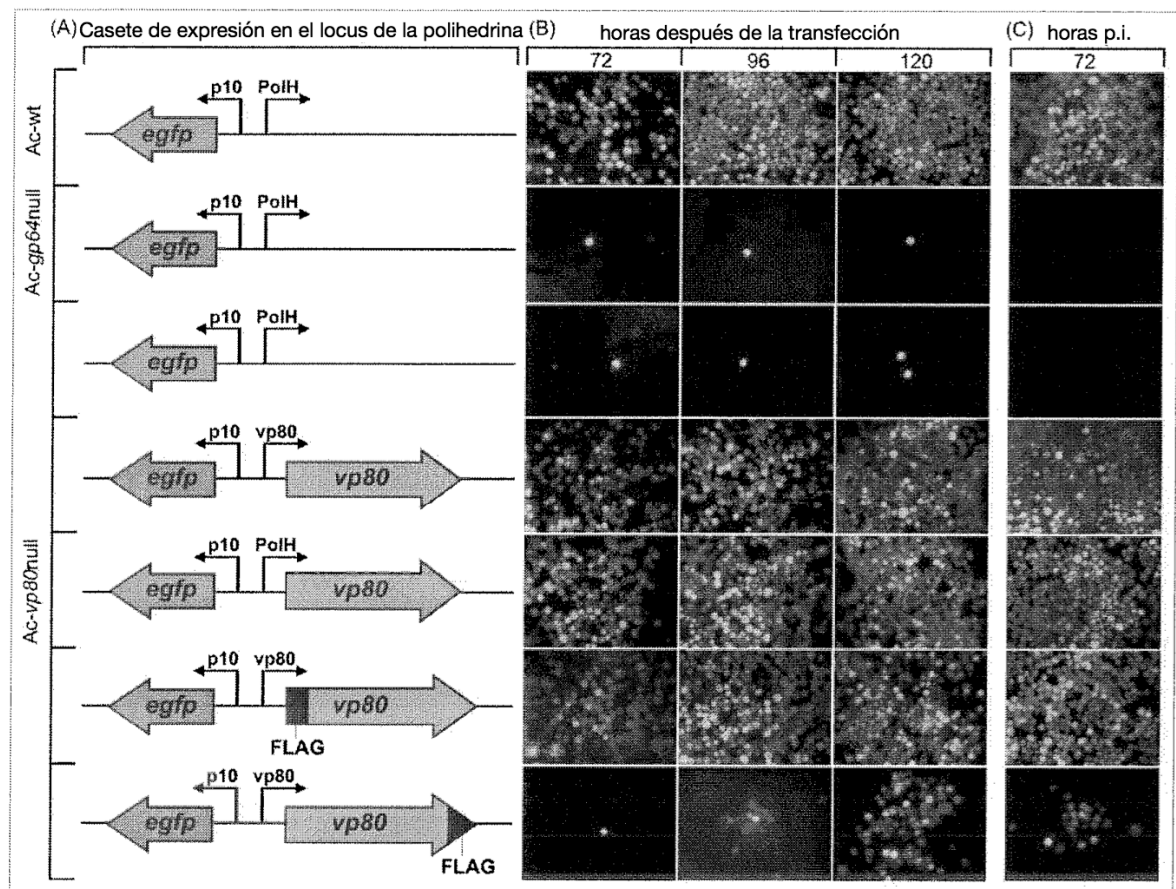 (A) Casete de expresión en el locus de la polihedrina (B) horas después de la transfección (C) horas p.i.
72 96 120 72
Ac-wt
p10 PolH
egfp
Ac-gp64null
p10 PolH
egfp
Ac-vp80null
p10 PolH
egfp
p10 vp80
egfp vp80
p10 PolH
egfp vp80
p10 vp80
egfp vp80
FLAG
p10 vp80
egfp vp80
FLAG